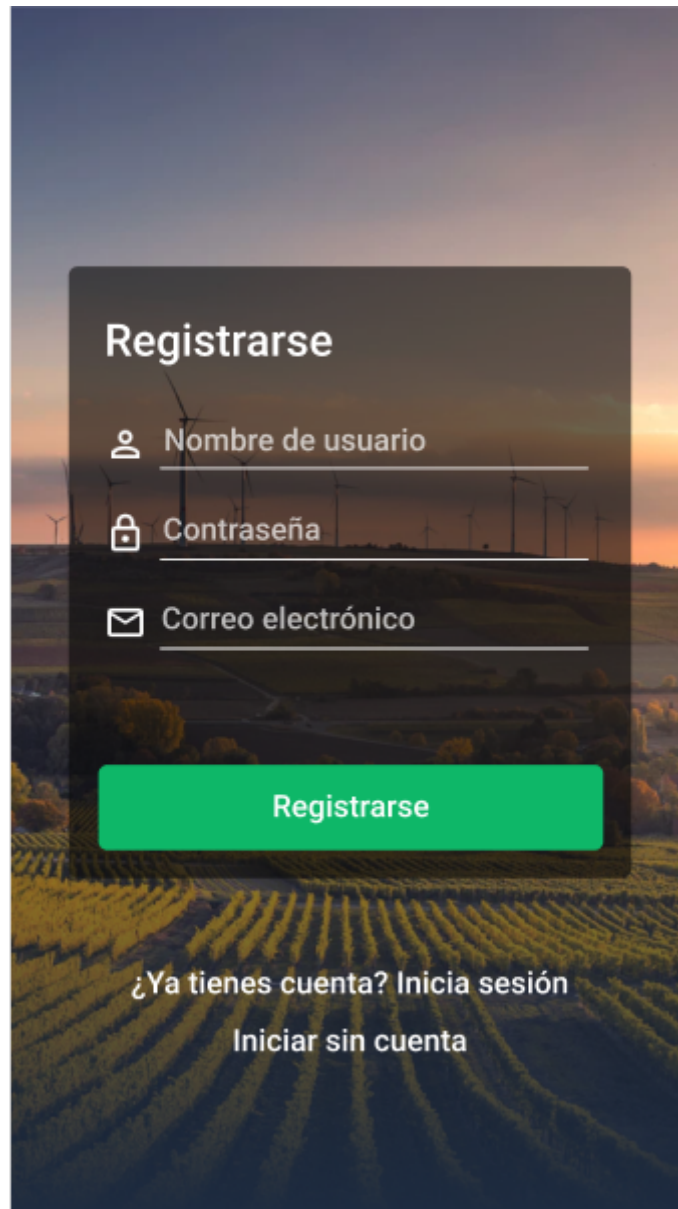 Registrarse
Nombre de usuario
Contraseña
Correo electrónico
Registrarse
¿Ya tienes cuenta? Inicia sesión
Iniciar sin cuenta